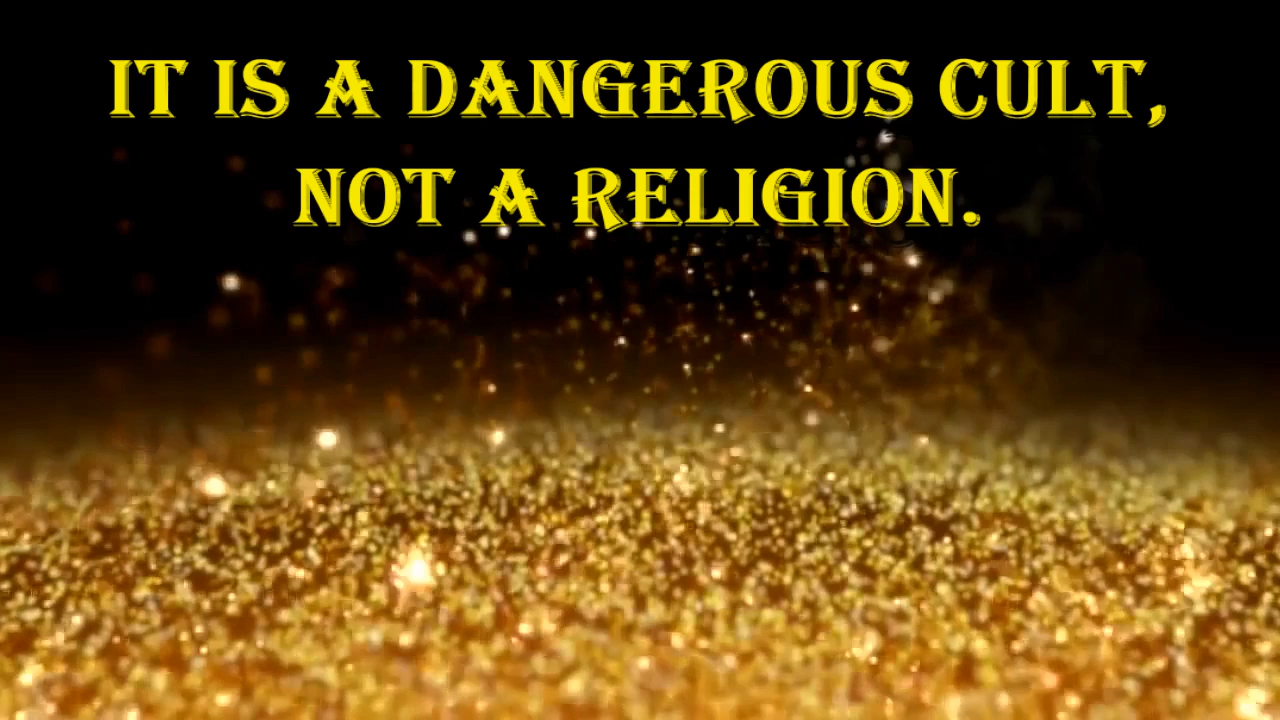 IT IS A DANGEROUS CULT,
NOT A RELIGION.